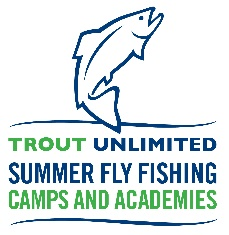 TROUT UNLIMITED
SUMMER FLY FISHING
CAMPS AND ACADEMIES